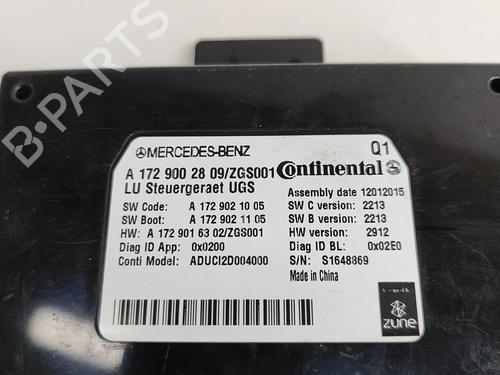 MERCEDES-BENZ Q1
A 172 900 28 09/ZGS001 Continental
LU Steuergeraet UGS Assembly date 12012015
SW Code: A 172 902 10 05 SW C version: 2213
SW Boot: A 172 902 11 05 SW B version: 2213
HW: A 172 901 63 02/ZGS001 HW version: 2912
Diag ID App: 0x0200 Diag ID BL: 0x02E0
Conti Model: ADUCI2D004000 S/N: S1648869
Made in China
zune
B-PARTS